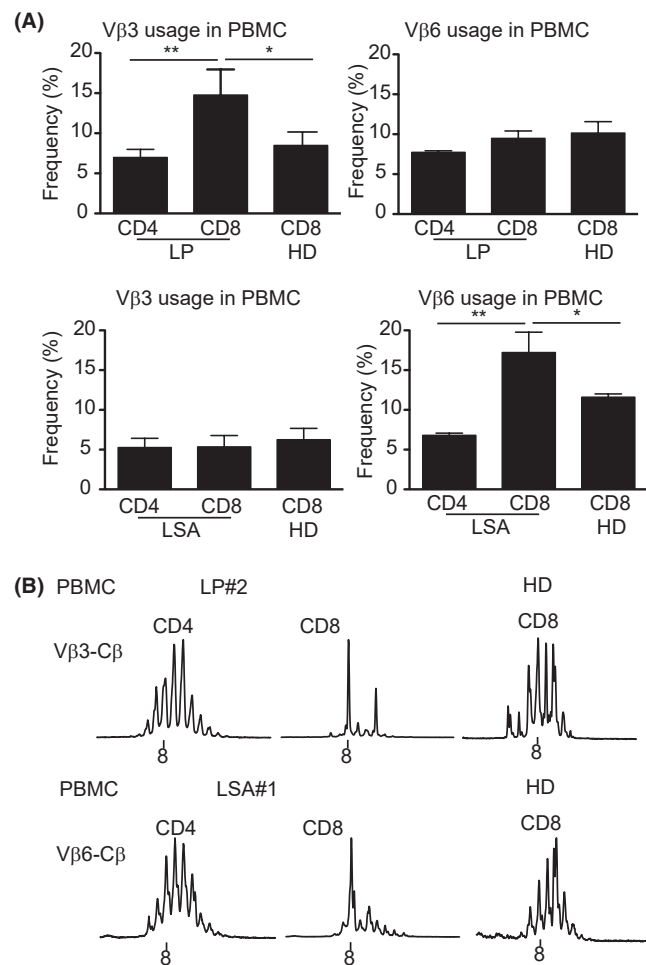 (A)
Vβ3 usage in PBMC
** *
Frequency (%)
20
15
10
5
0
CD4 CD8 CD8
LP HD
Vβ6 usage in PBMC
Frequency (%)
20
15
10
5
0
CD4 CD8 CD8
LP HD
Vβ3 usage in PBMC
Frequency (%)
20
15
10
5
0
CD4 CD8 CD8
LSA HD
Vβ6 usage in PBMC
** *
Frequency (%)
20
15
10
5
0
CD4 CD8 CD8
LSA HD
(B)
PBMC LP#2 HD
CD4 CD8 CD8
Vβ3-Cβ
8 8 8
PBMC LSA#1 HD
CD4 CD8 CD8
Vβ6-Cβ
8 8 8